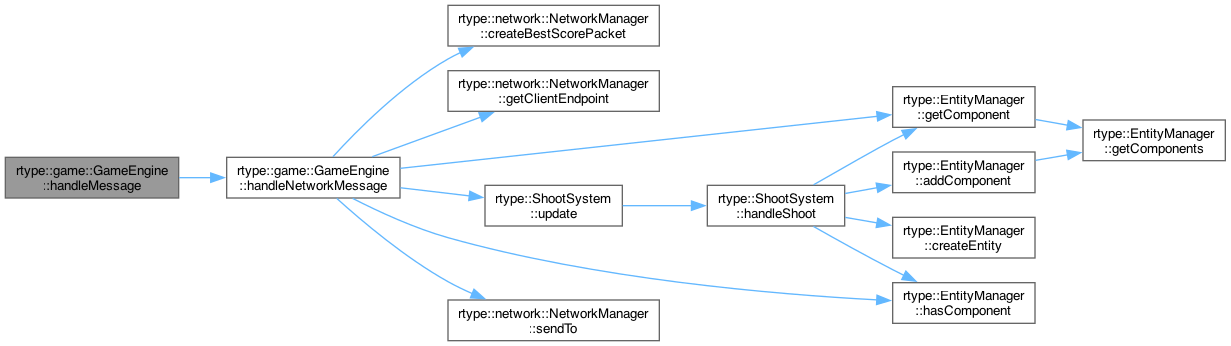 rtype::game::GameEngine
::handleMessage
rtype::game::GameEngine
::handleNetworkMessage
rtype::network::NetworkManager
::createBestScorePacket
rtype::network::NetworkManager
::getClientEndpoint
rtype::ShootSystem
::update
rtype::network::NetworkManager
::sendTo
rtype::ShootSystem
::handleShoot
rtype::EntityManager
::getComponent
rtype::EntityManager
::addComponent
rtype::EntityManager
::createEntity
rtype::EntityManager
::hasComponent
rtype::EntityManager
::getComponents